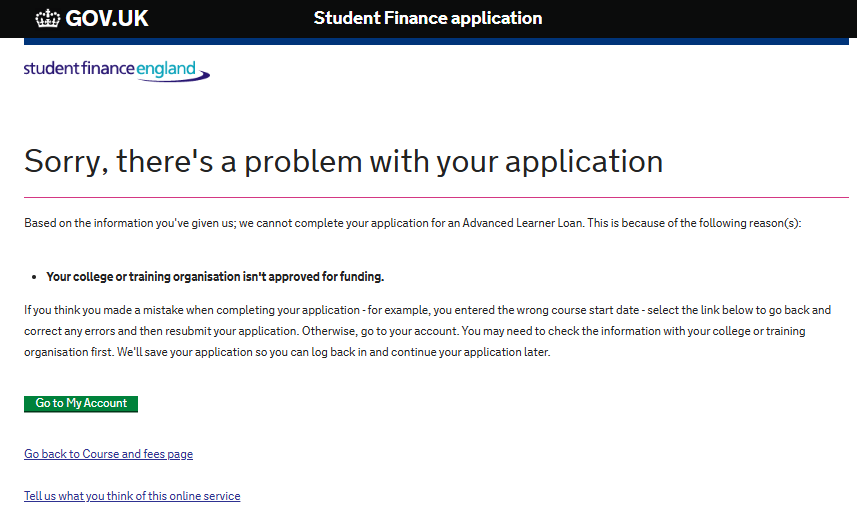 GOV.UK
Student Finance application
studentfinanceengland
Sorry, there's a problem with your application
Based on the information you've given us; we cannot complete your application for an Advanced Learner Loan. This is because of the following reason(s):
• Your college or training organisation isn't approved for funding.
If you think you made a mistake when completing your application - for example, you entered the wrong course start date - select the link below to go back and
correct any errors and then resubmit your application. Otherwise, go to your account. You may need to check the information with your college or training
organisation first. We'll save your application so you can log back in and continue your application later.
Go to My Account
Go back to Course and fees page
Tell us what you think of this online service